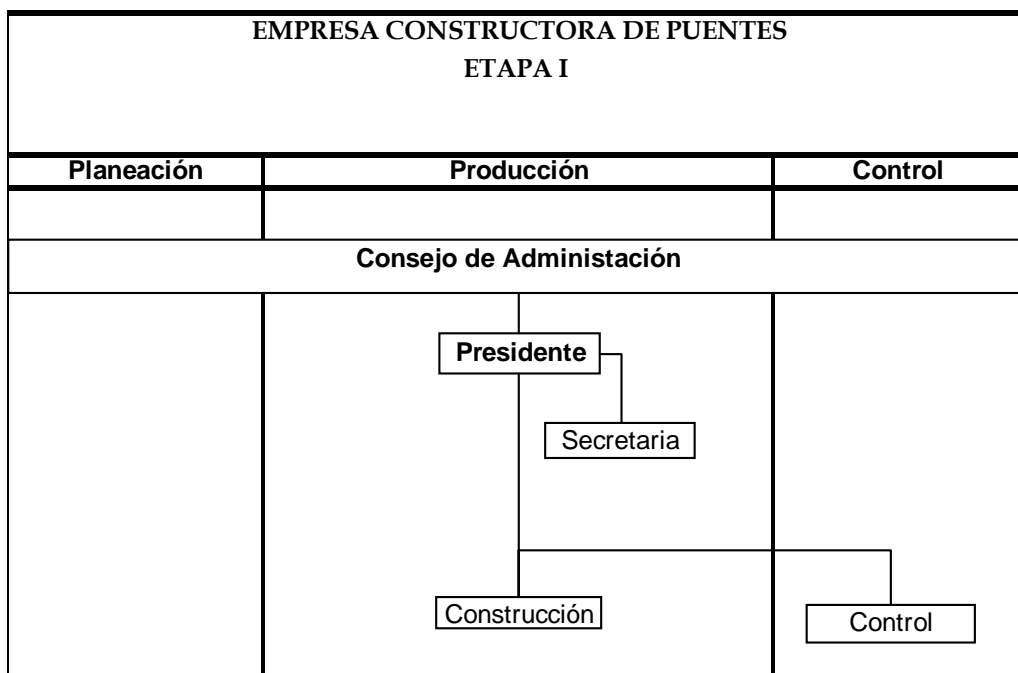 EMPRESA CONSTRUCTORA DE PUENTES
ETAPA I
Planeación Producción Control
Consejo de Administación
Presidente
Secretaria
Construcción
Control